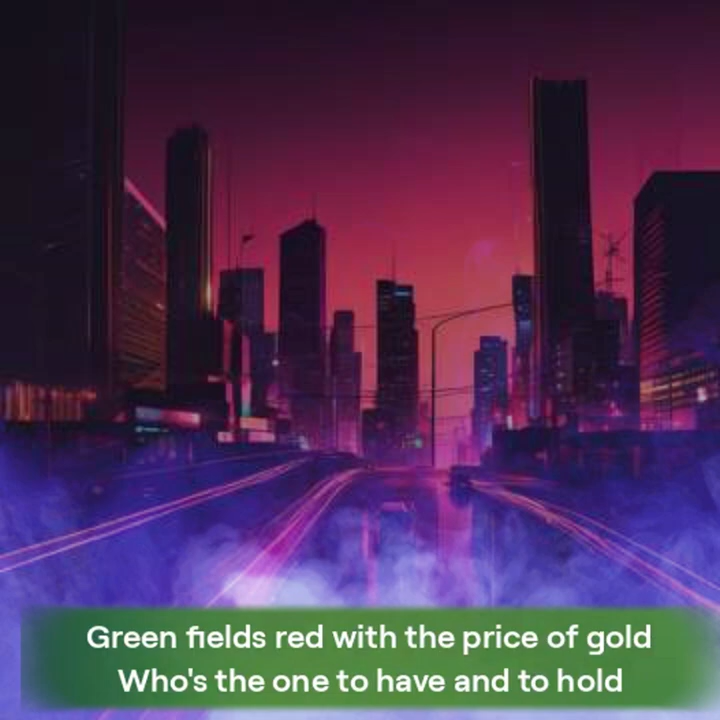 Green fields red with the price of gold
Who's the one to have and to hold